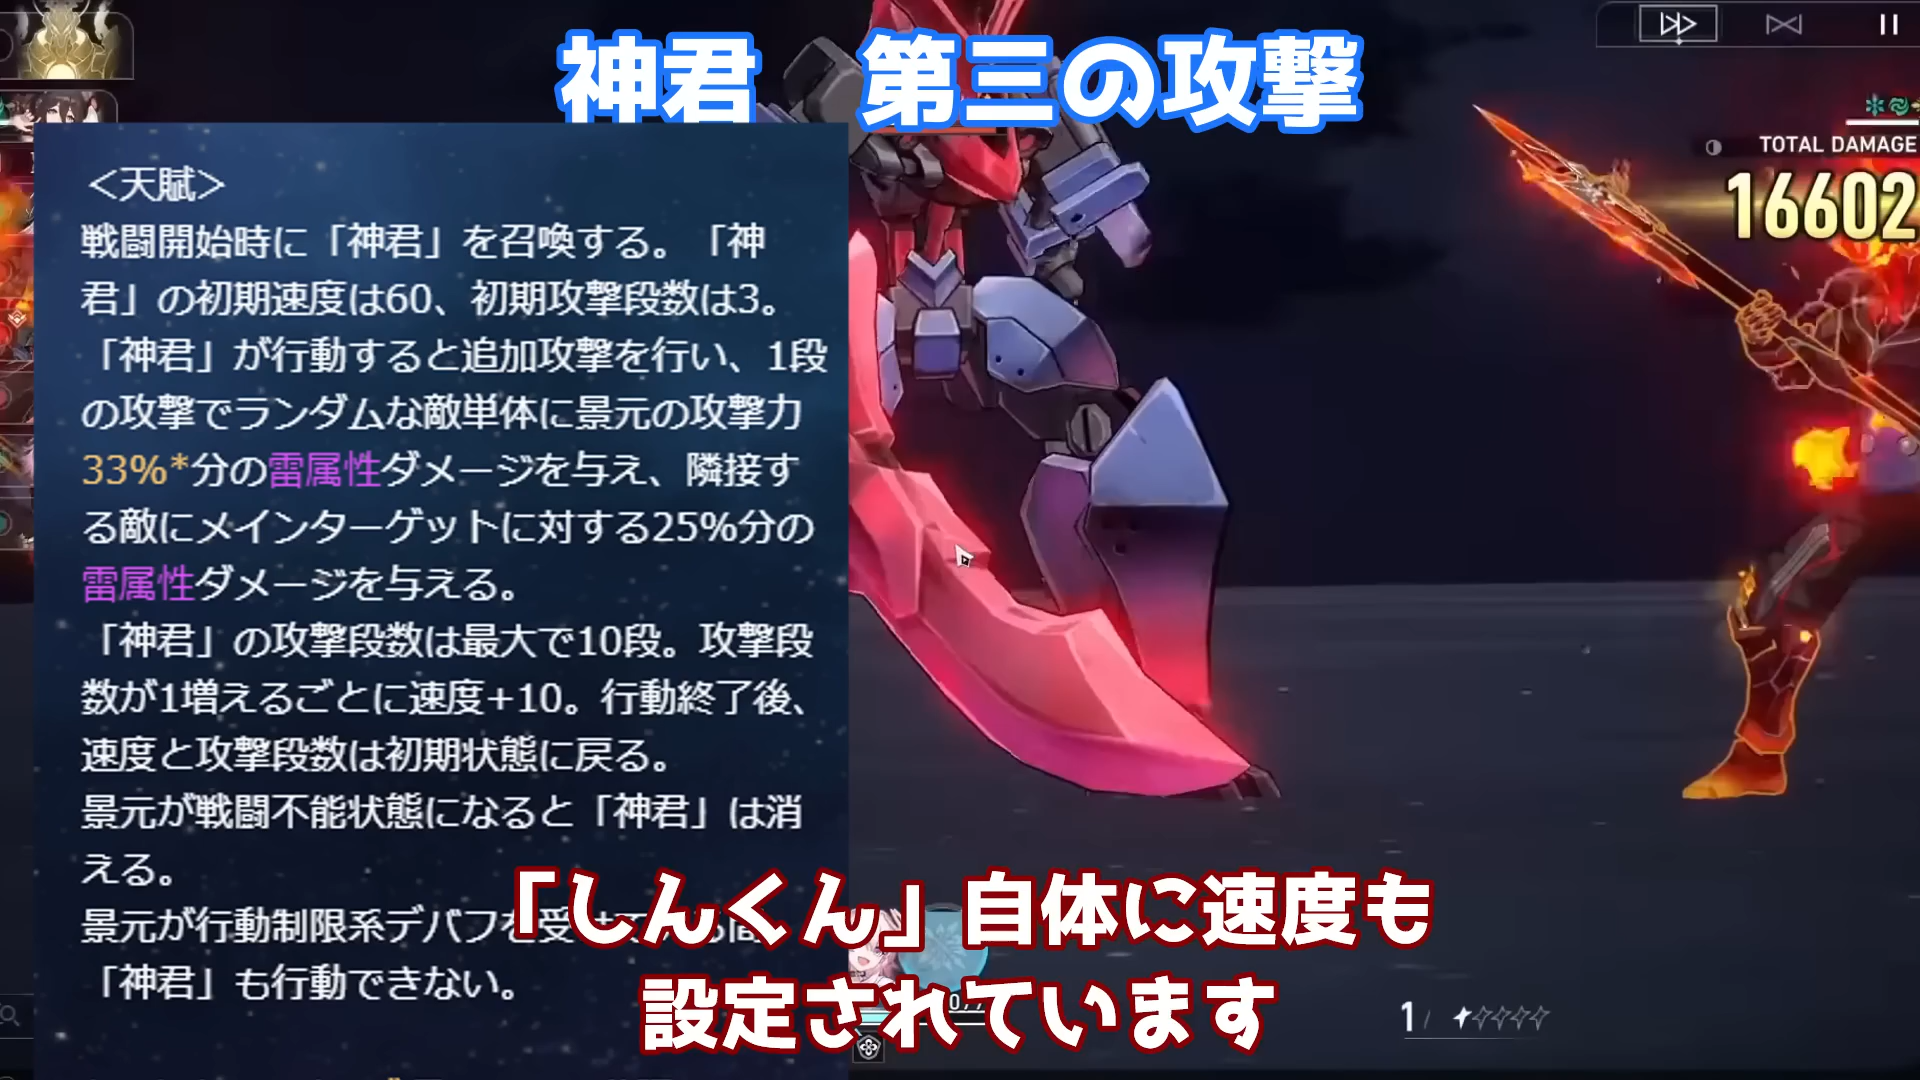 神君　第三の攻撃
TOTAL DAMAGE
16602
＜天賦＞
戦闘開始時に「神君」を召喚する。「神
君」の初期速度は60、初期攻撃段数は3。
「神君」が行動すると追加攻撃を行い、1段
の攻撃でランダムな敵単体に景元の攻撃力
33%*分の雷属性ダメージを与え、隣接す
る敵にメインターゲットに対する25%分の
雷属性ダメージを与える。
「神君」の攻撃段数は最大で10段。攻撃段
数が1増えるごとに速度+10。行動終了後、
速度と攻撃段数は初期状態に戻る。
景元が戦闘不能状態になると「神君」は消
える。
景元が行動制限系デバフを受
「神君」も行動できない。
「しんくん」自体に速度も
設定されています
1 /